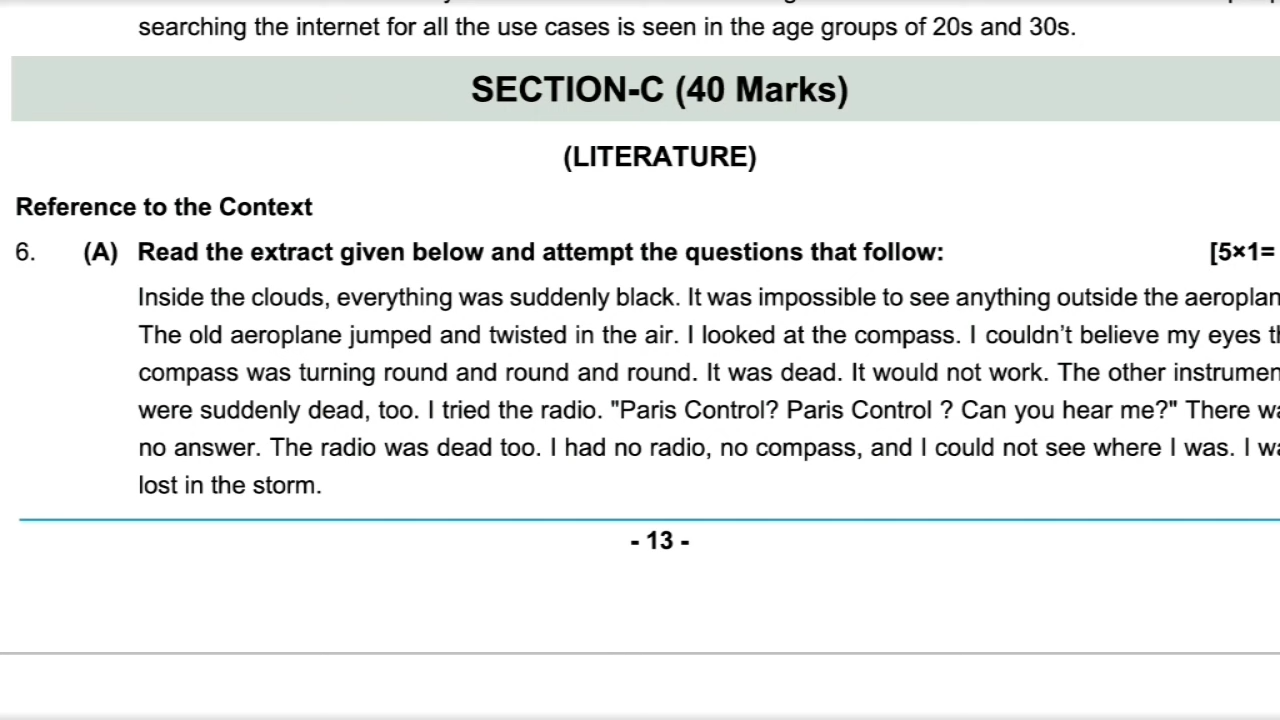 searching the internet for all the use cases is seen in the age groups of 20s and 30s.
SECTION-C (40 Marks)
(LITERATURE)
Reference to the Context
6. (A) Read the extract given below and attempt the questions that follow: [5×1=
Inside the clouds, everything was suddenly black. It was impossible to see anything outside the
The old aeroplane jumped and twisted in the air. I looked at the compass. I couldn't believe my eyes
compass was turning round and round and round. It was dead. It would not work. The other
were suddenly dead, too. I tried the radio. "Paris Control? Paris Control ? Can you hear me?" There
no answer. The radio was dead too. I had no radio, no compass, and I could not see where I was. I
lost in the storm.
- 13 -